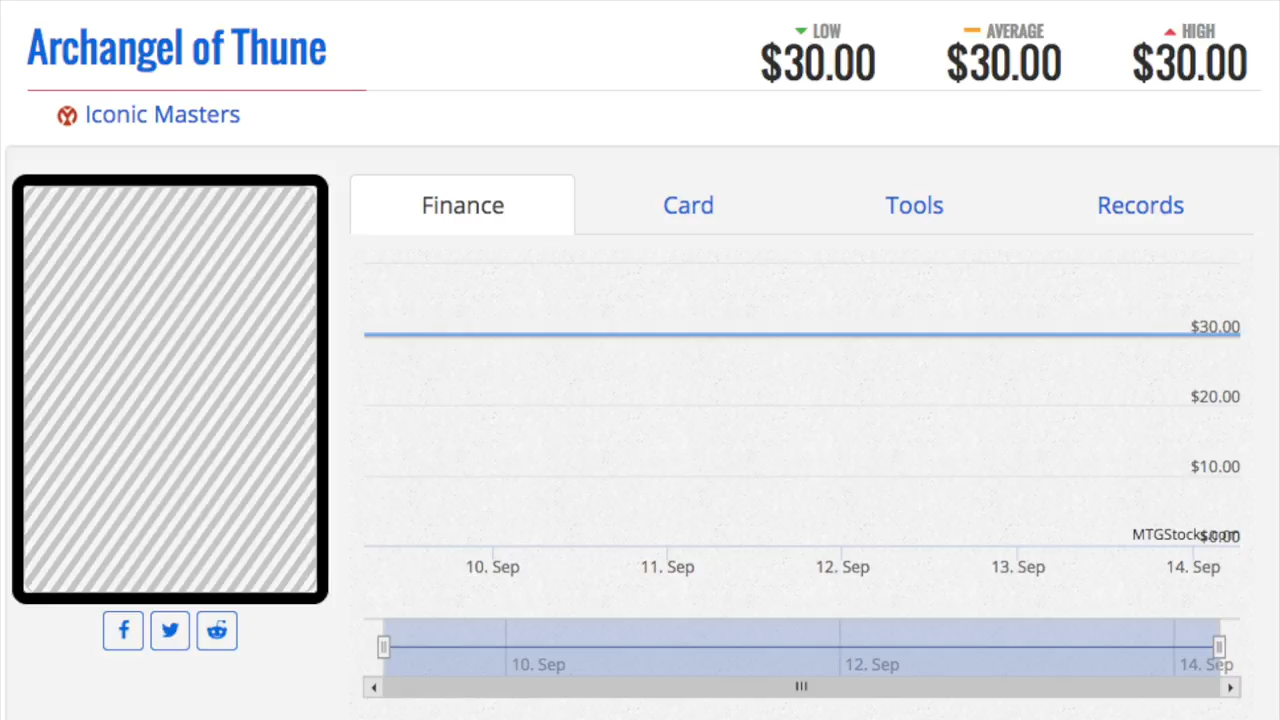 Archangel of Thune
LOW
$30.00
AVERAGE
$30.00
HIGH
$30.00
Iconic Masters
Finance
Card
Tools
Records
$30.00
$20.00
$10.00
MTGStocks.com
$0.00
10. Sep
11. Sep
12. Sep
13. Sep
14. Sep
10. Sep
12. Sep
14. Sep